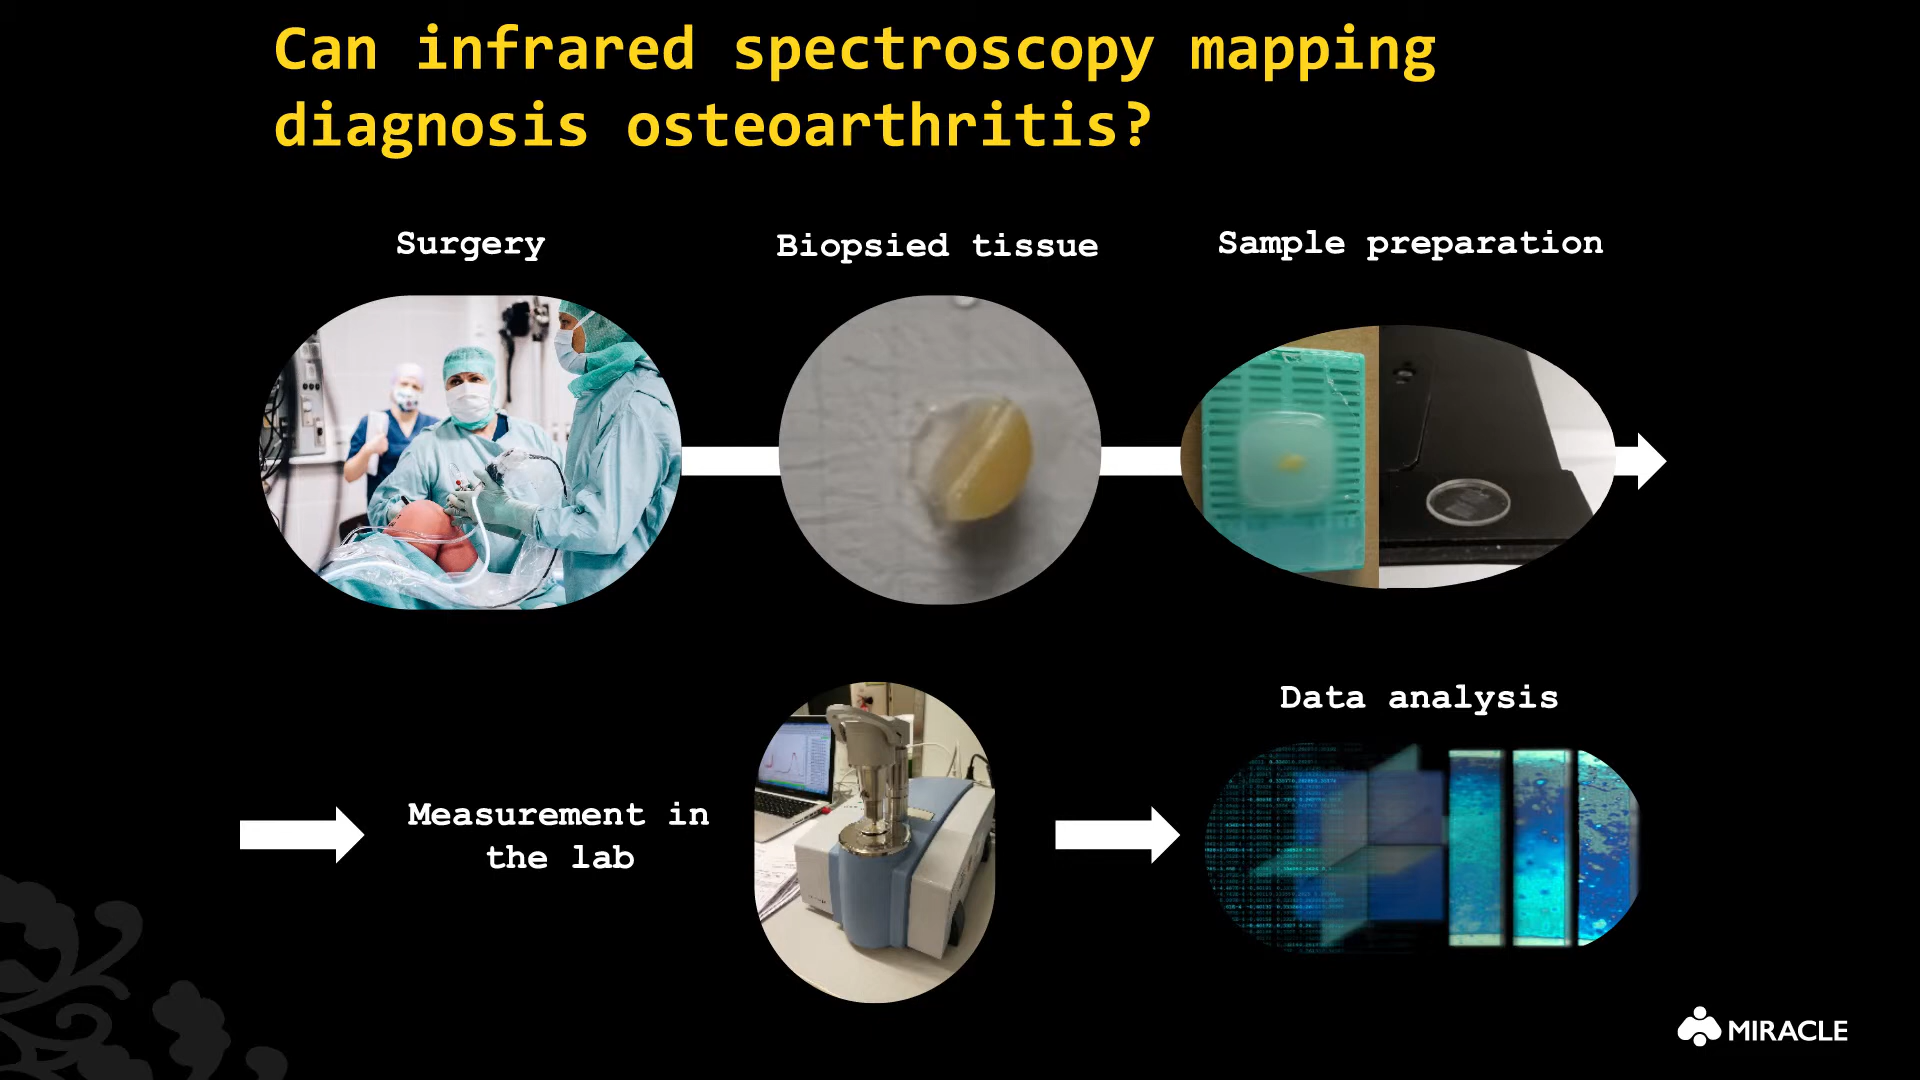 Can infrared spectroscopy mapping
diagnosis osteoarthritis?
Surgery
Biopsied tissue
Sample preparation
Measurement in
the lab
Data analysis
MIRACLE